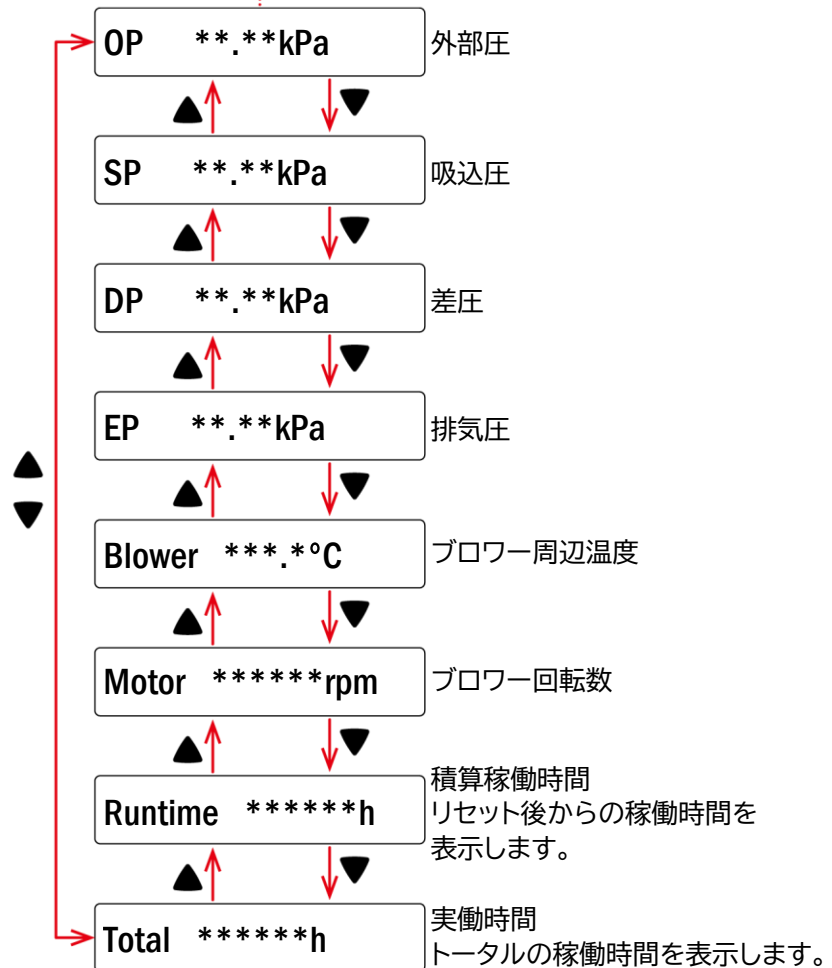 OP **.**kPa 外部圧
▲ ▼
SP **.**kPa 吸込圧
▲ ▼
DP **.**kPa 差圧
▲ ▼
EP **.**kPa 排気圧
▲
▼
▲ ▼
Blower ***.*°C ブロワー周辺温度
▲ ▼
Motor ******rpm ブロワー回転数
▲ ▼
Runtime ******h 積算稼働時間
リセット後からの稼働時間を
表示します。
▲ ▼
Total ******h 実働時間
トータルの稼働時間を表示します。